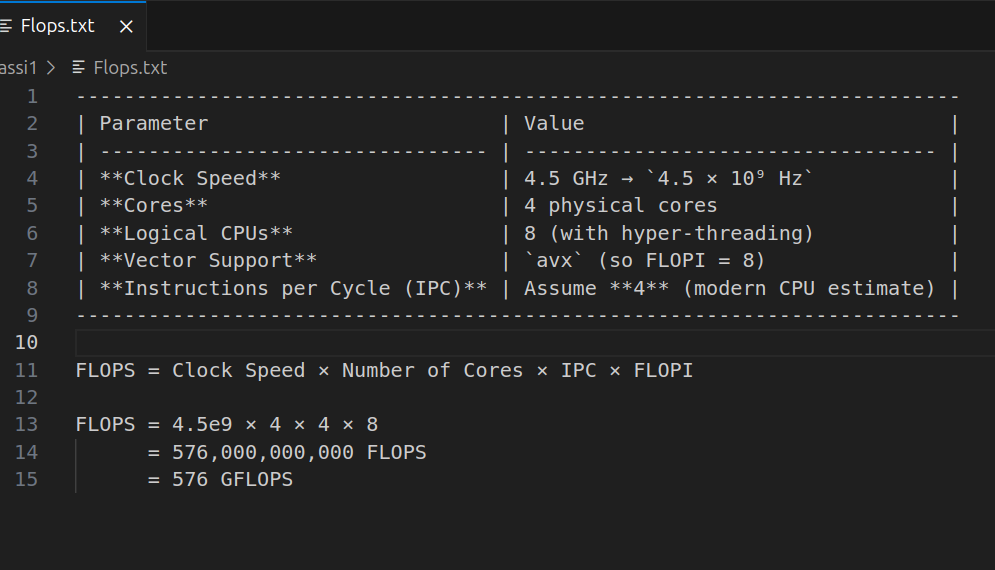 Flops.txt
assi1 > Flops.txt
1 -------------------------------------------------------------------------
2 | Parameter                        | Value                              |
3 | -------------------------------- | ---------------------------------- |
4 | **Clock Speed**                  | 4.5 GHz → `4.5 × 10⁹ Hz`           |
5 | **Cores**                        | 4 physical cores                   |
6 | **Logical CPUs**                 | 8 (with hyper-threading)           |
7 | **Vector Support**               | `avx` (so FLOPI = 8)               |
8 | **Instructions per Cycle (IPC)** | Assume **4** (modern CPU estimate) |
9 -------------------------------------------------------------------------
10
11 FLOPS = Clock Speed × Number of Cores × IPC × FLOPI
12
13 FLOPS = 4.5e9 × 4 × 4 × 8
14       = 576,000,000,000 FLOPS
15       = 576 GFLOPS